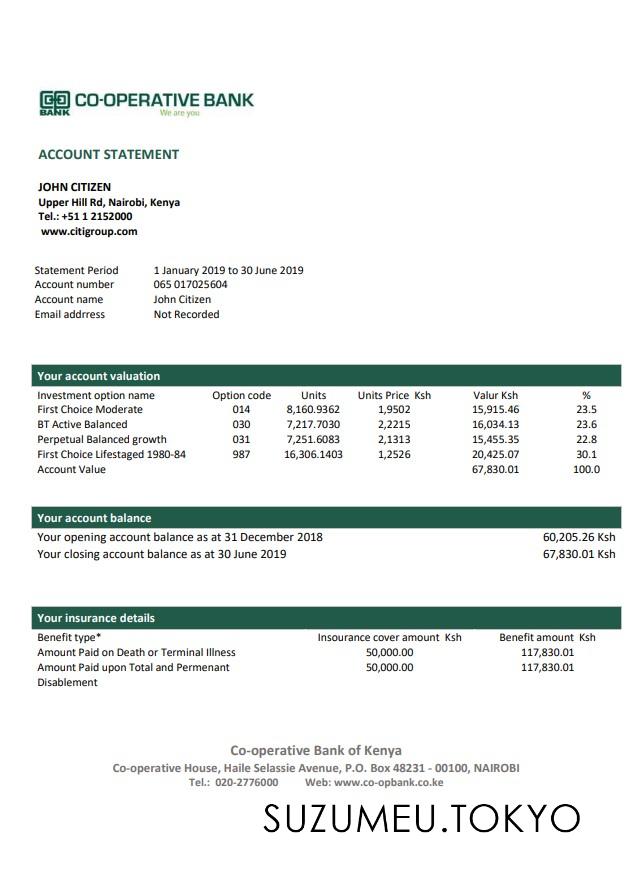 CO-OPERATIVE BANK
BANK
We are you
ACCOUNT STATEMENT
JOHN CITIZEN
Upper Hill Rd, Nairobi, Kenya
Tel.: +51 1 2152000
www.citigroup.com
Statement Period 1 January 2019 to 30 June 2019
Account number 065 017025604
Account name John Citizen
Email addrress Not Recorded
Your account valuation
Investment option name Option code Units Units Price Ksh Valur Ksh %
First Choice Moderate 014 8,160.9362 1,9502 15,915.46 23.5
BT Active Balanced 030 7,217.7030 2,2215 16,034.13 23.6
Perpetual Balanced growth 031 7,251.6083 2,1313 15,455.35 22.8
First Choice Lifestaged 1980-84 987 16,306.1403 1,2526 20,425.07 30.1
Account Value 67,830.01 100.0
Your account balance
Your opening account balance as at 31 December 2018 60,205.26 Ksh
Your closing account balance as at 30 June 2019 67,830.01 Ksh
Your insurance details
Benefit type* Insourance cover amount Ksh Benefit amount Ksh
Amount Paid on Death or Terminal Illness 50,000.00 117,830.01
Amount Paid upon Total and Permenant 50,000.00 117,830.01
Disablement
Co-operative Bank of Kenya
Co-operative House, Haile Selassie Avenue, P.O. Box 48231 - 00100, NAIROBI
Tel.: 020-2776000 Web: www.co-opbank.co.ke
SUZUMEU.TOKYO